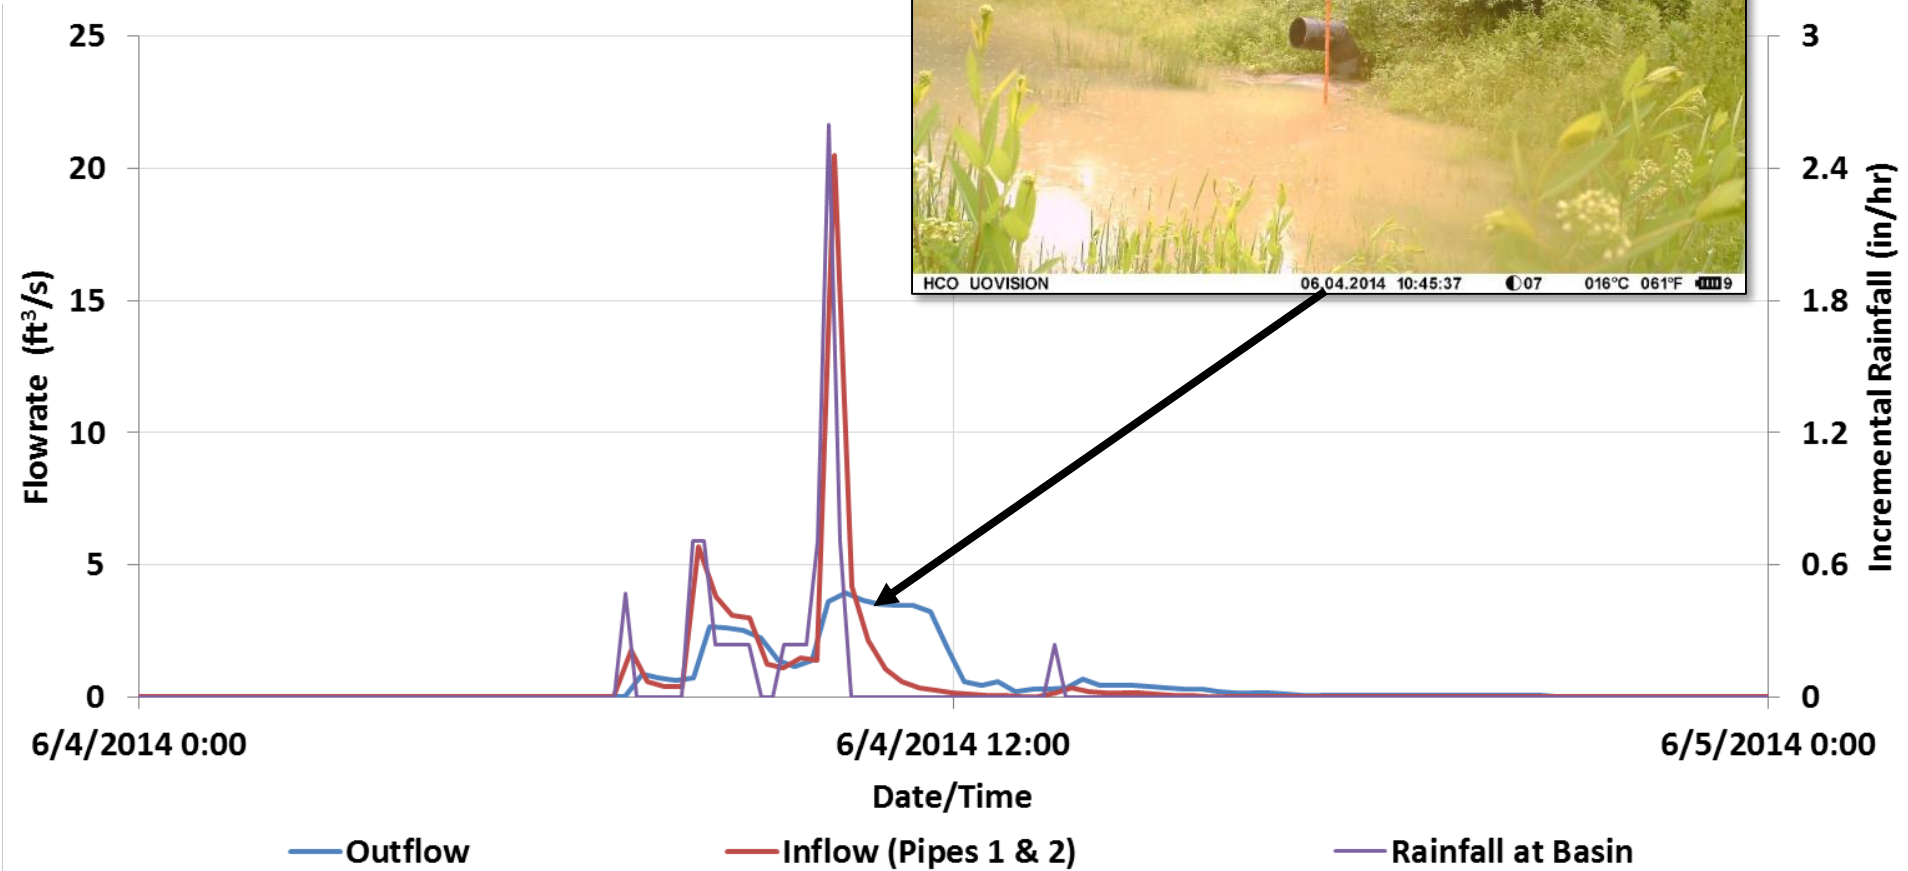 25
20
15
10
5
0
3
2.4
1.8
1.2
0.6
0
Flowrate (ft³/s)
Incremental Rainfall (in/hr)
HCO UOVISION 06.04.2014 10:45:37 07 016°C 061°F 9
6/4/2014 0:00
6/4/2014 12:00
6/5/2014 0:00
Date/Time
Outflow
Inflow (Pipes 1 & 2)
Rainfall at Basin